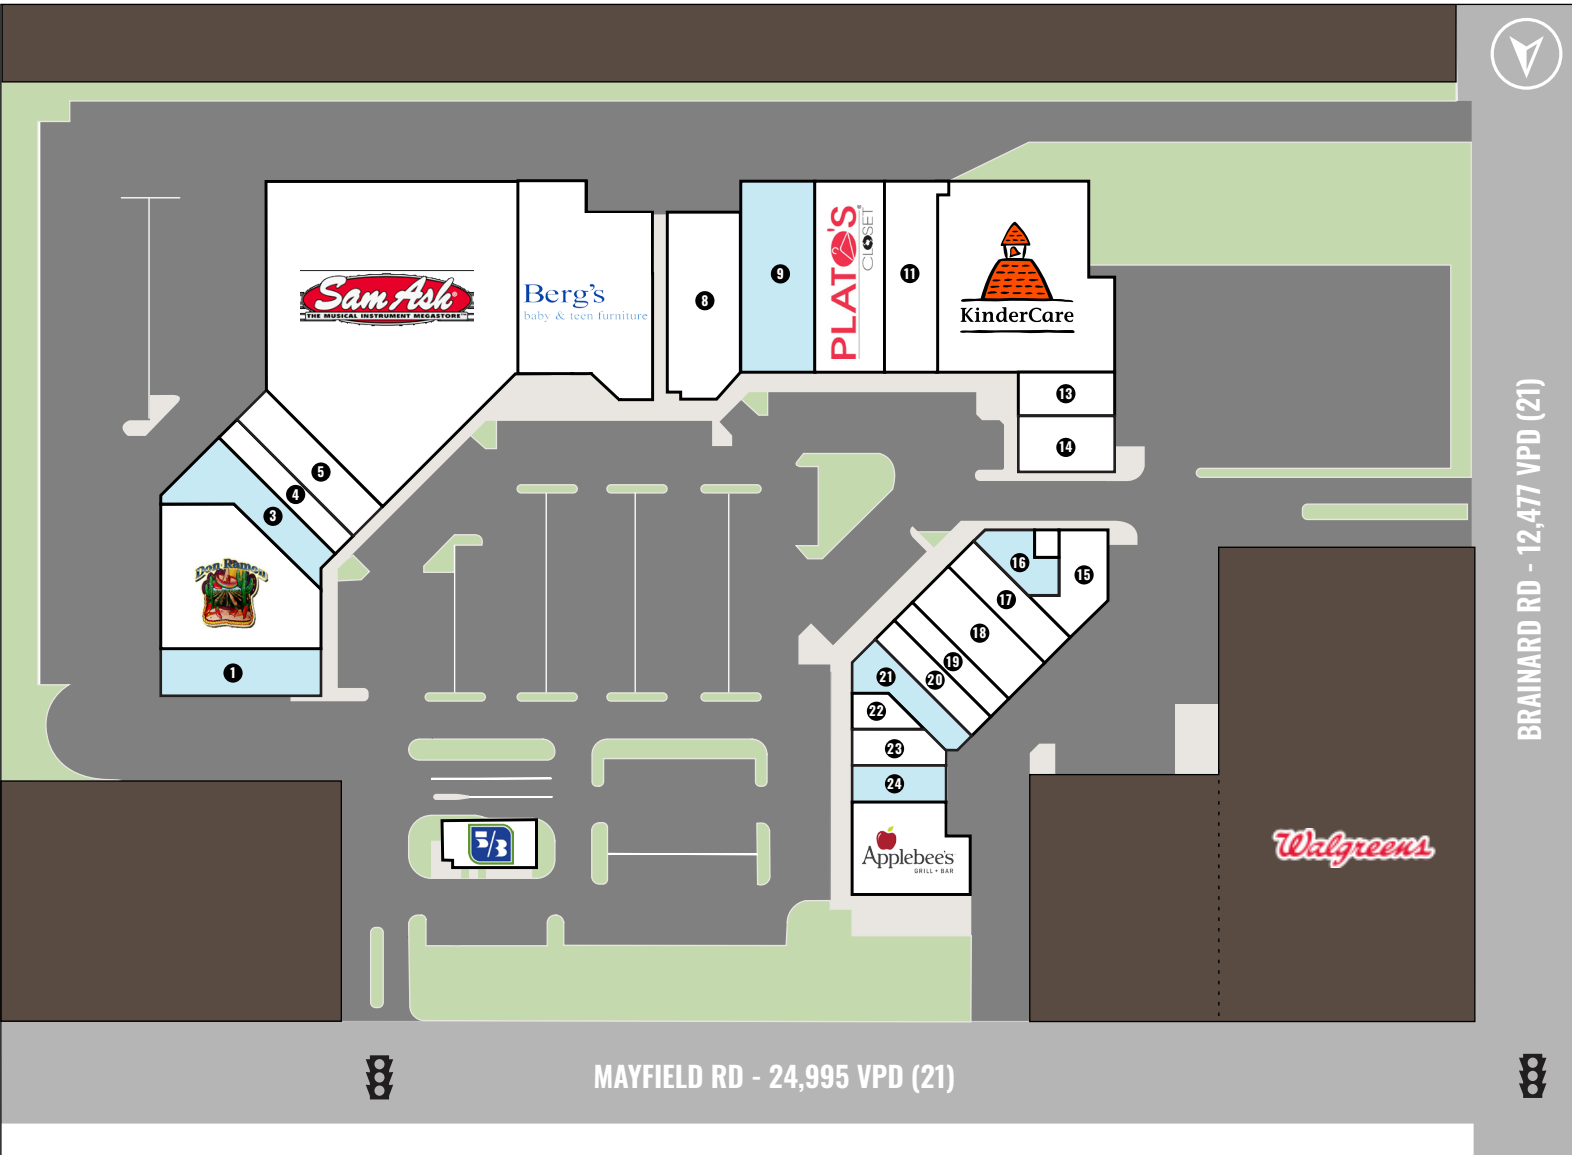 Sam Ash®
THE MUSICAL INSTRUMENT MEGASTORE
Berg's
baby & teen furniture
8
9
PLATO'S
CLOSET
11
KinderCare
13
14
5
4
3
Don Ramon
1
16
15
17
18
19
20
21
22
23
24
5/3
Applebee's
GRILL + BAR
Walgreens
BRAINARD RD - 12,477 VPD (21)
MAYFIELD RD - 24,995 VPD (21)